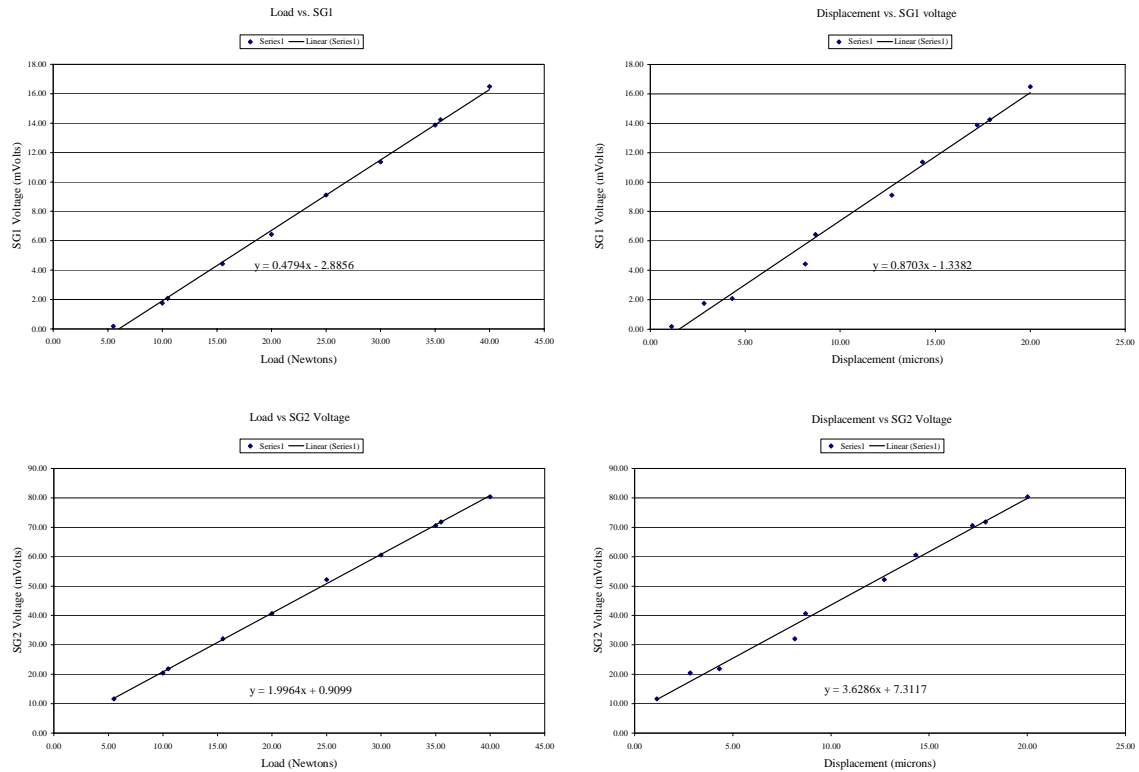 Load vs. SG1
Series1 Linear (Series1)
18.00
16.00
14.00
12.00
10.00
8.00
6.00
4.00
2.00
0.00
SG1 Voltage (mVolts)
y = 0.4794x - 2.8856
0.00 5.00 10.00 15.00 20.00 25.00 30.00 35.00 40.00 45.00
Load (Newtons)
Displacement vs. SG1 voltage
Series1 Linear (Series1)
18.00
16.00
14.00
12.00
10.00
8.00
6.00
4.00
2.00
0.00
SG1 Voltage (mVolts)
y = 0.8703x - 1.3382
0.00 5.00 10.00 15.00 20.00 25.00
Displacement (microns)
Load vs SG2 Voltage
Series1 Linear (Series1)
90.00
80.00
70.00
60.00
50.00
40.00
30.00
20.00
10.00
0.00
SG2 Voltage (mVolts)
y = 1.9964x + 0.9099
0.00 5.00 10.00 15.00 20.00 25.00 30.00 35.00 40.00 45.00
Load (Newtons)
Displacement vs SG2 Voltage
Series1 Linear (Series1)
90.00
80.00
70.00
60.00
50.00
40.00
30.00
20.00
10.00
0.00
SG2 Voltage (mVolts)
y = 3.6286x + 7.3117
0.00 5.00 10.00 15.00 20.00 25.00
Displacement (microns)